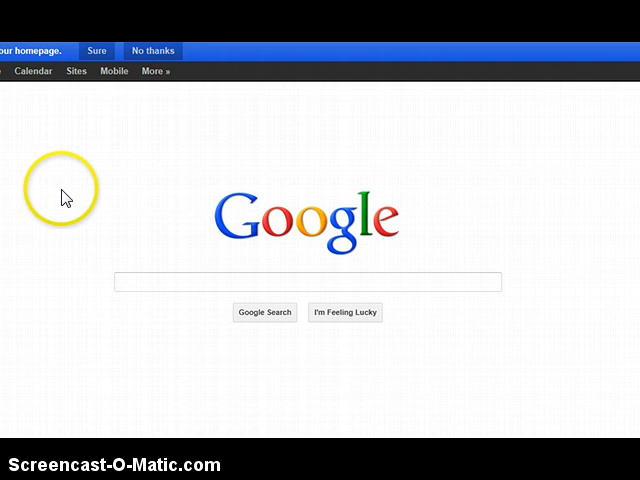 our homepage. Sure No thanks
Calendar Sites Mobile More »
Google
Google Search I'm Feeling Lucky
Screencast-O-Matic.com